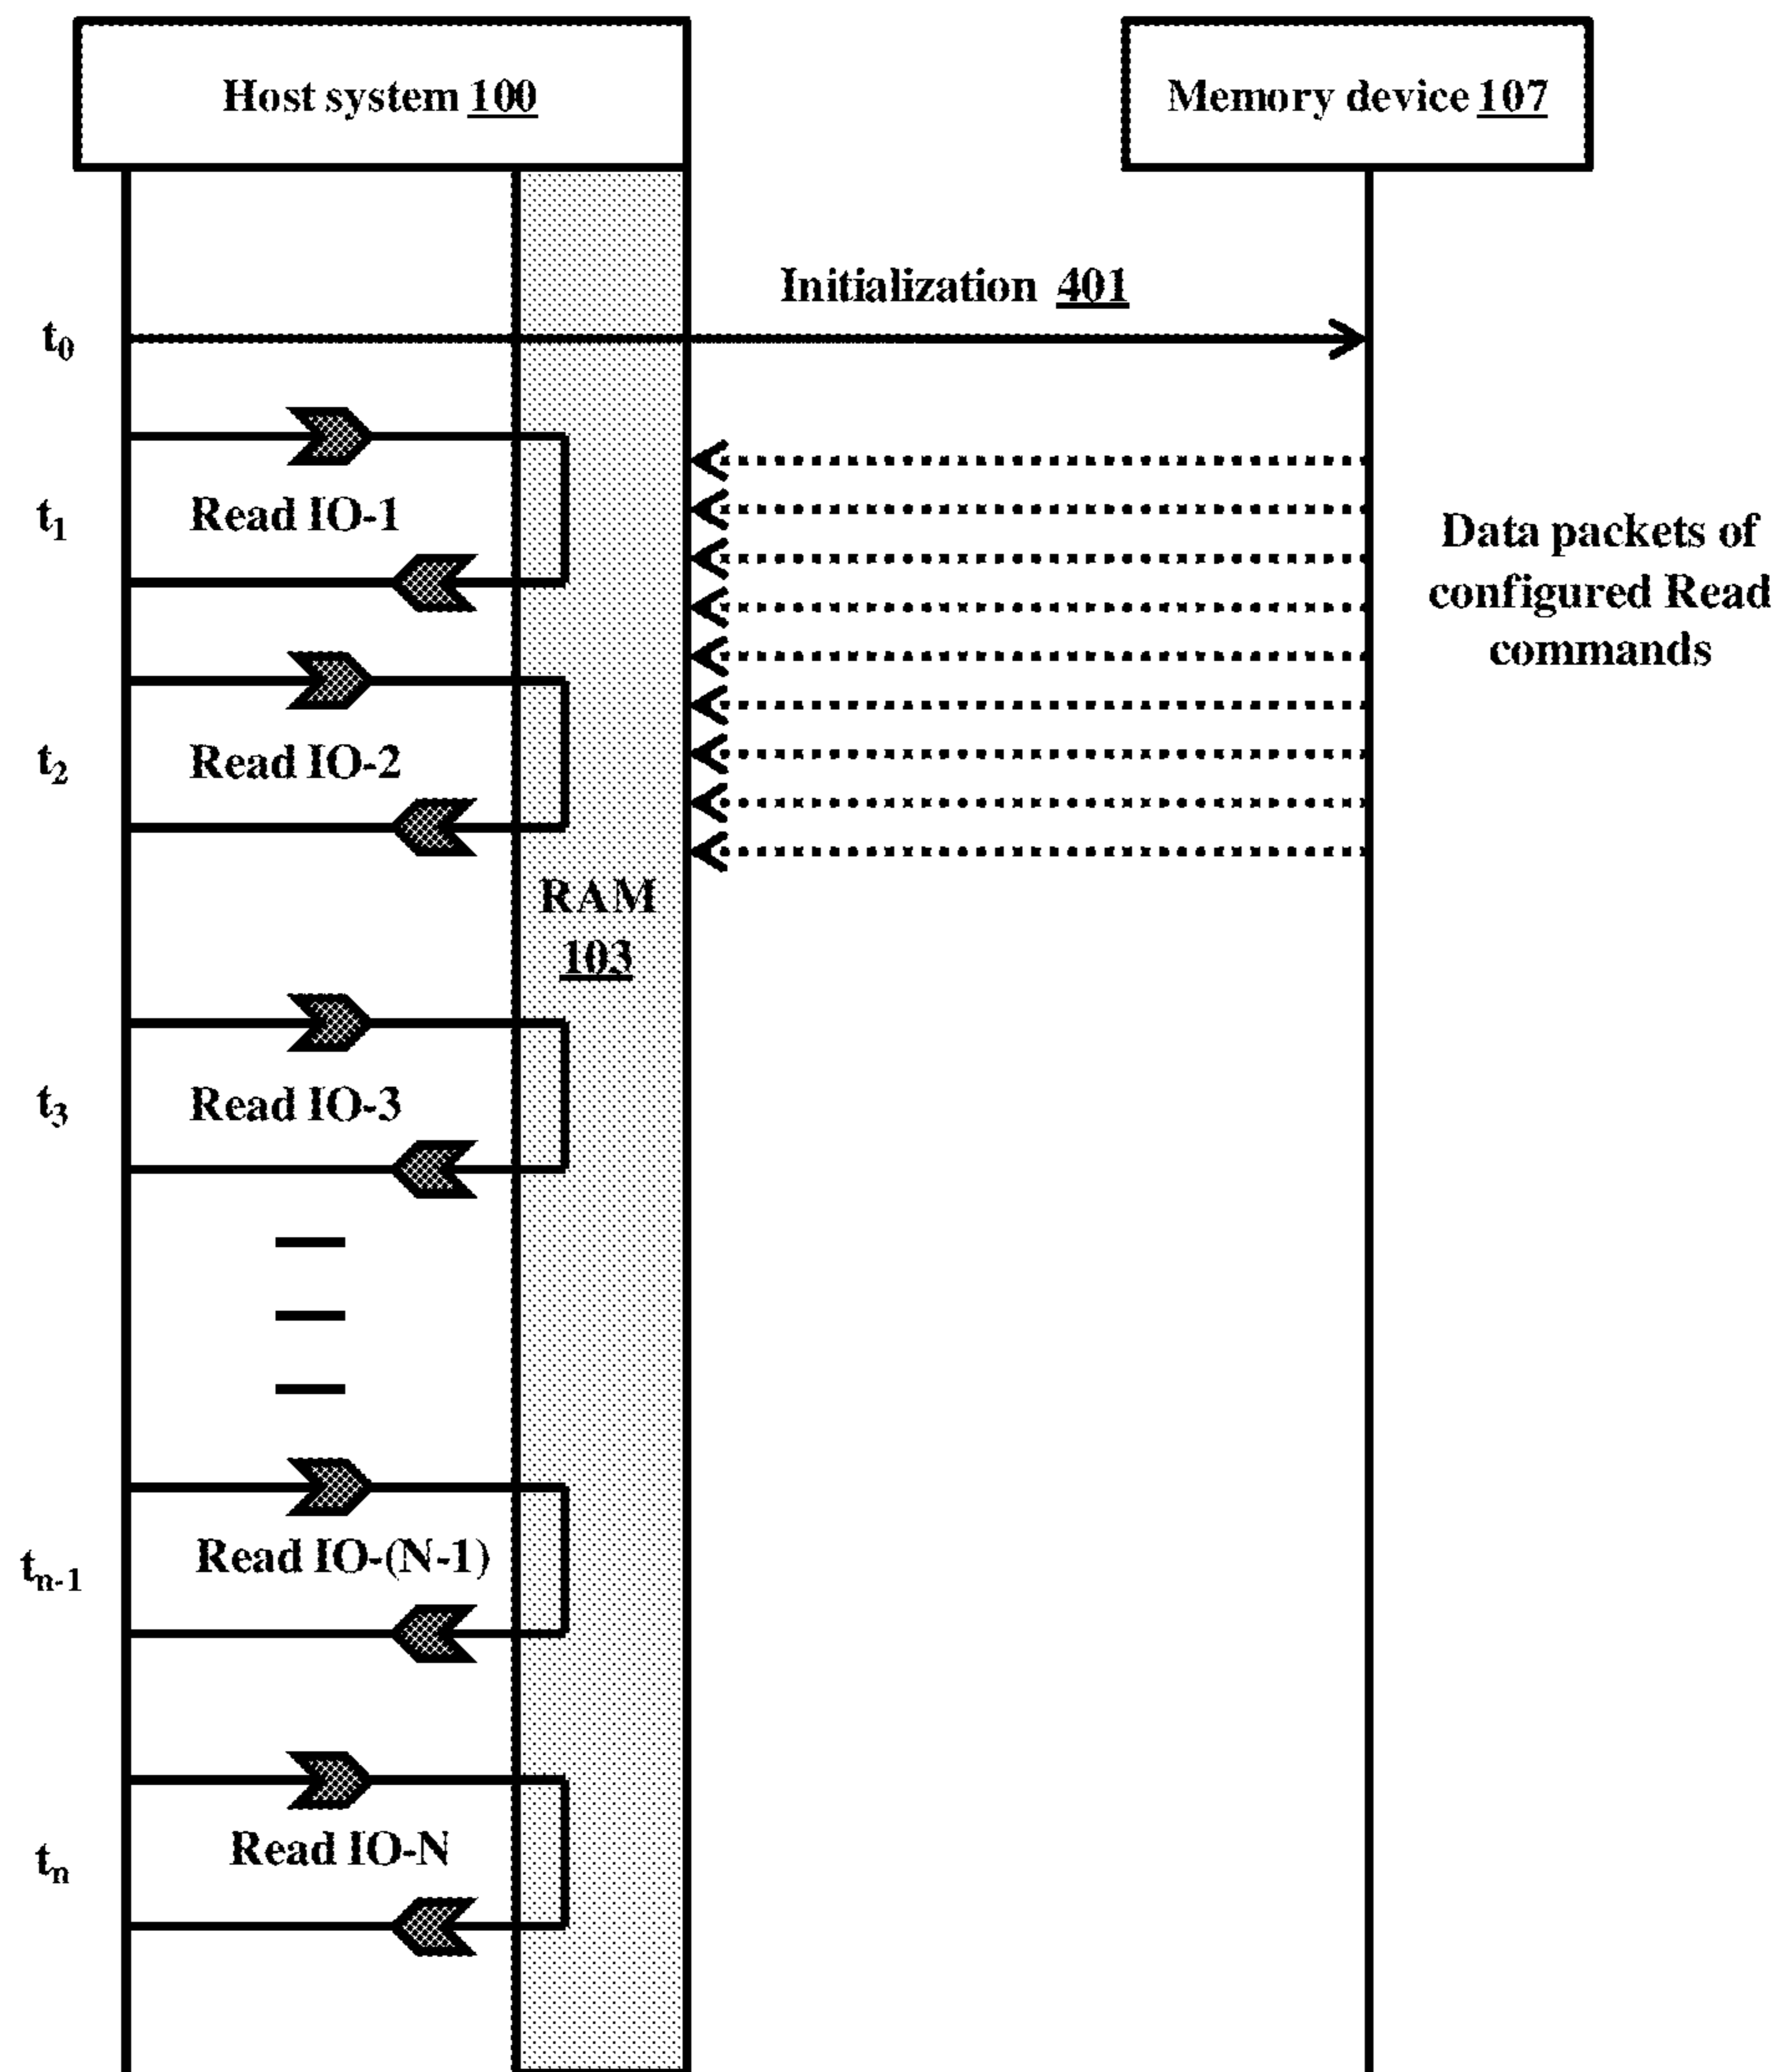 Host system 100
Memory device 107
Initialization 401
t0
t1
Read IO-1
Data packets of
configured Read
commands
t2
Read IO-2
RAM
103
t3
Read IO-3
tn-1
Read IO-(N-1)
tn
Read IO-N